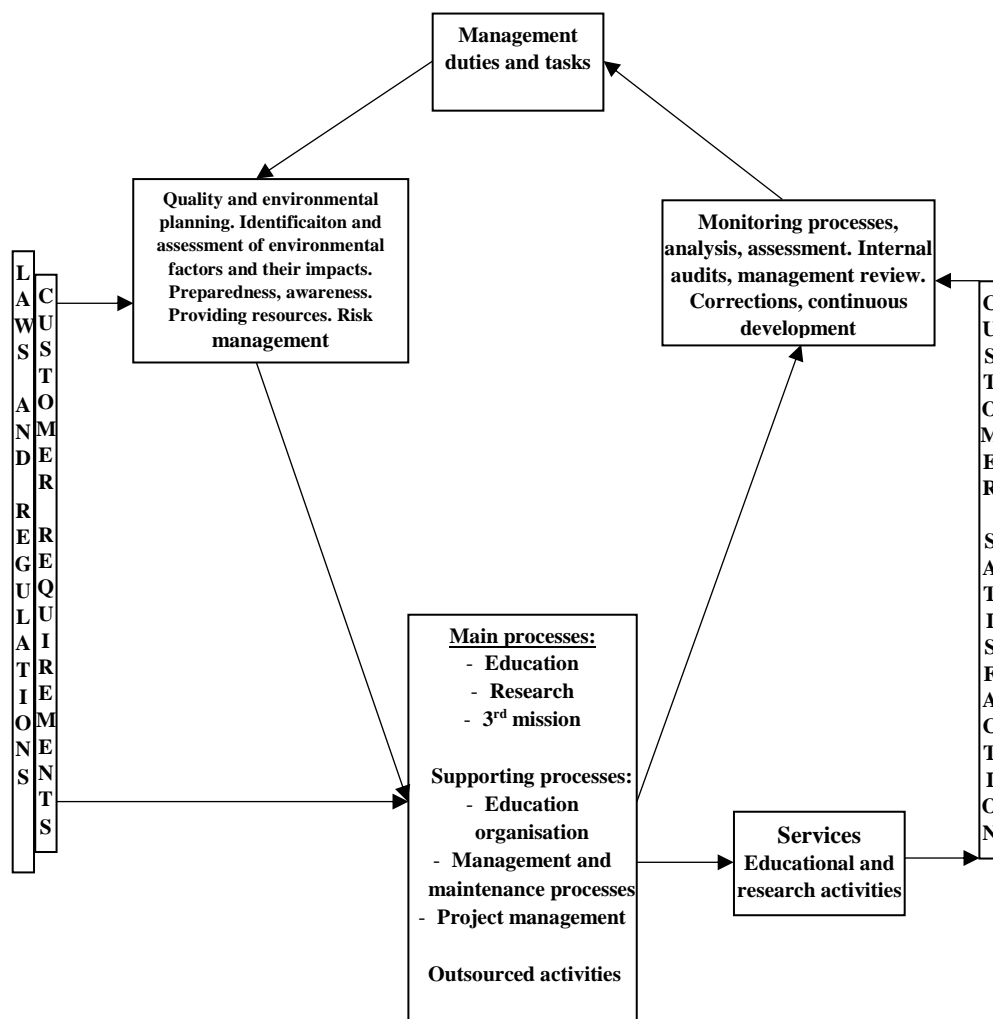 Management
duties and tasks
Quality and environmental
planning. Identificaiton and
assessment of environmental
factors and their impacts.
Preparedness, awareness.
Providing resources. Risk
management
Monitoring processes,
analysis, assessment. Internal
audits, management review.
Corrections, continuous
development
LAWS AND REGULATIONS
CUSTOMER REQUIREMENTS
Main processes:
- Education
- Research
- 3rd mission
Supporting processes:
- Education
organisation
- Management and
maintenance processes
- Project management
Outsourced activities
Services
Educational and
research activities
CUSTOMER SATISFACTION